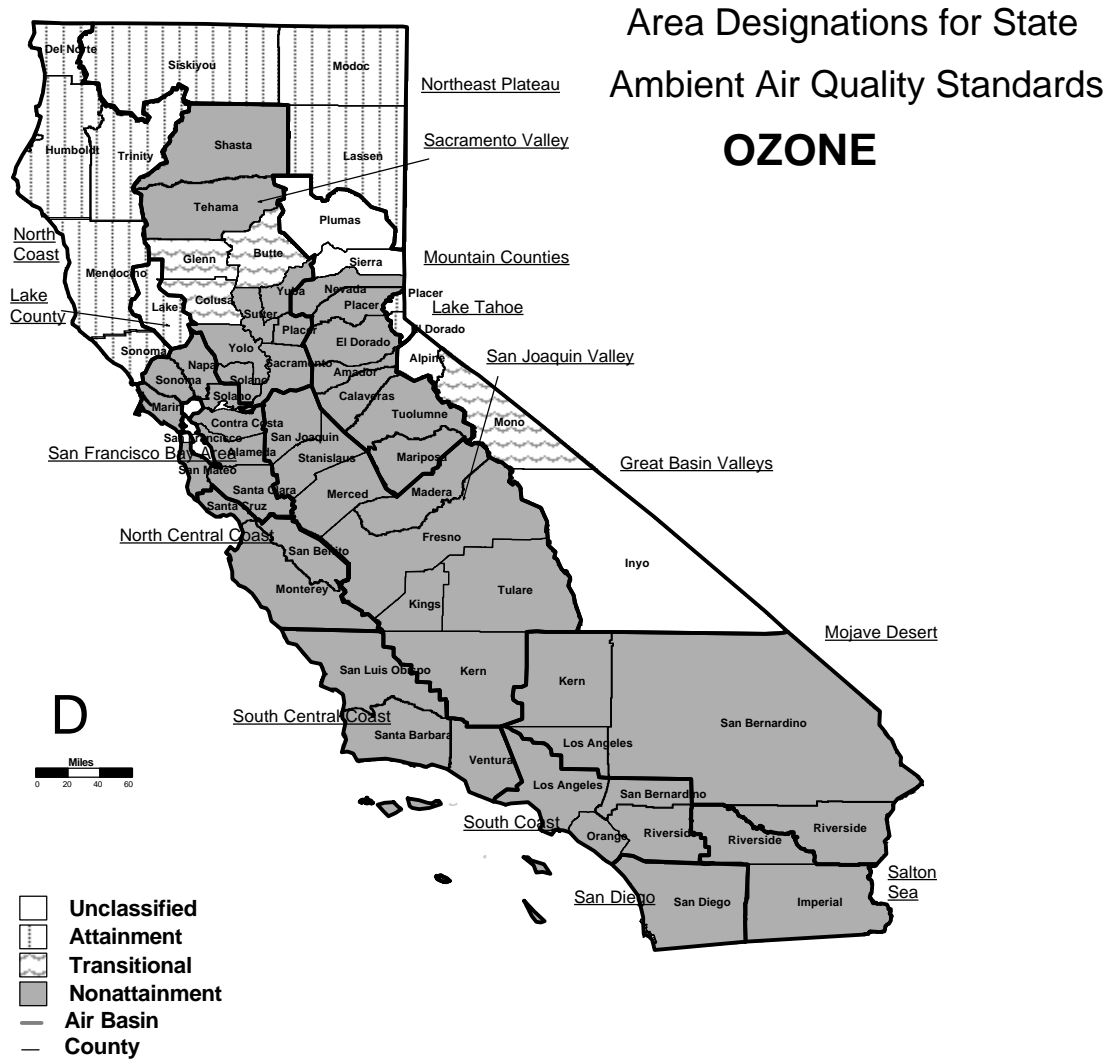 Area Designations for State
Ambient Air Quality Standards
OZONE
Del Norte
Siskiyou
Modoc
Northeast Plateau
Sacramento Valley
Shasta
Humboldt
Trinity
Lassen
Tehama
Plumas
North
Coast
Glenn
Butte
Sierra
Mountain Counties
Mendocino
Lake
County
Lake
Colusa
Yuba
Nevada
Placer
Placer
Lake Tahoe
Sutter
Placer
El Dorado
Sonoma
Yolo
El Dorado
Alpine
San Joaquin Valley
Napa
Sacramento
Amador
Sonoma
Solano
Solano
Calaveras
Marin
Tuolumne
Mono
Contra Costa
San Francisco
San Joaquin
San Francisco Bay Area
Alameda
Stanislaus
Mariposa
Great Basin Valleys
San Mateo
Santa Clara
Merced
Madera
Santa Cruz
North Central Coast
San Benito
Fresno
Inyo
Monterey
Kings
Tulare
Mojave Desert
San Luis Obispo
Kern
Kern
D
South Central Coast
Santa Barbara
San Bernardino
Los Angeles
Miles
0 20 40 60
Ventura
Los Angeles
San Bernardino
South Coast
Orange
Riverside
Riverside
Riverside
Salton
Sea
San Diego
San Diego
Imperial
Unclassified
Attainment
Transitional
Nonattainment
Air Basin
County